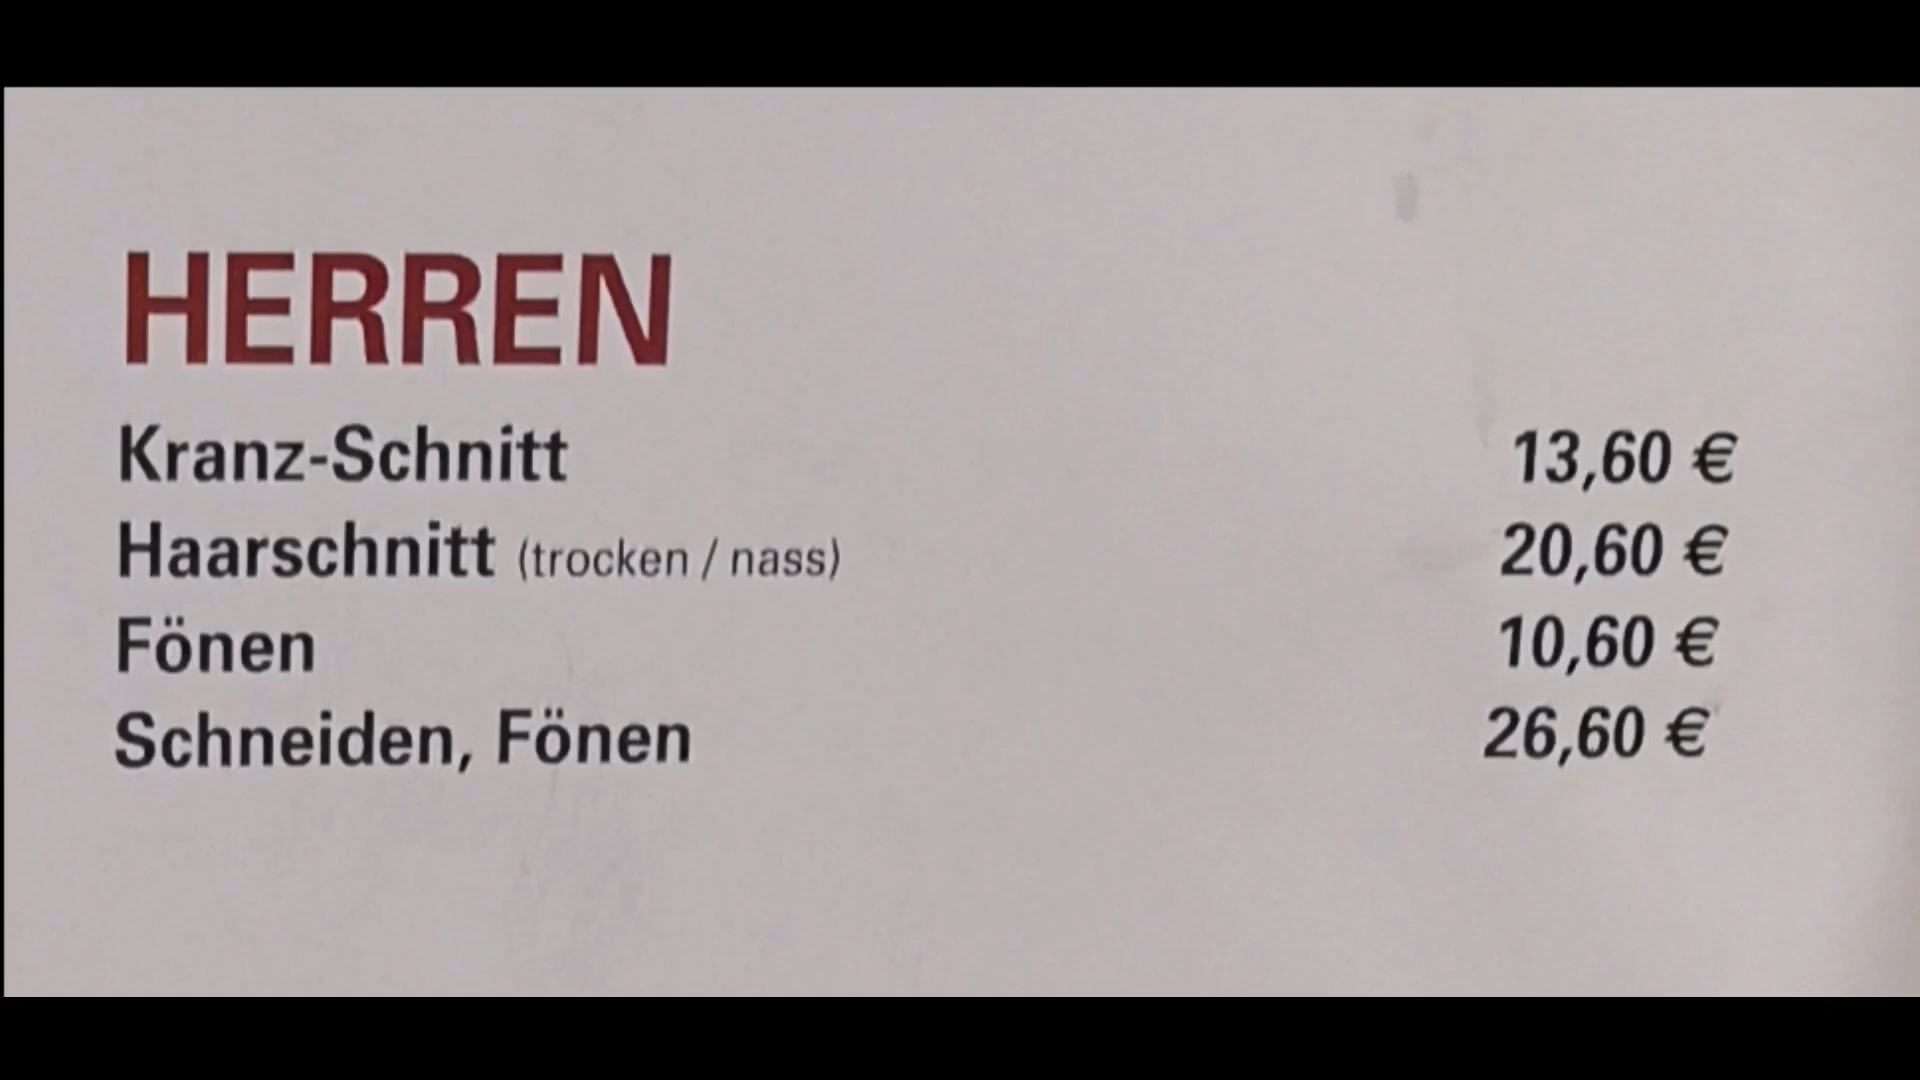 HERREN
Kranz-Schnitt 13,60 €
Haarschnitt (trocken / nass) 20,60 €
Fönen 10,60 €
Schneiden, Fönen 26,60 €